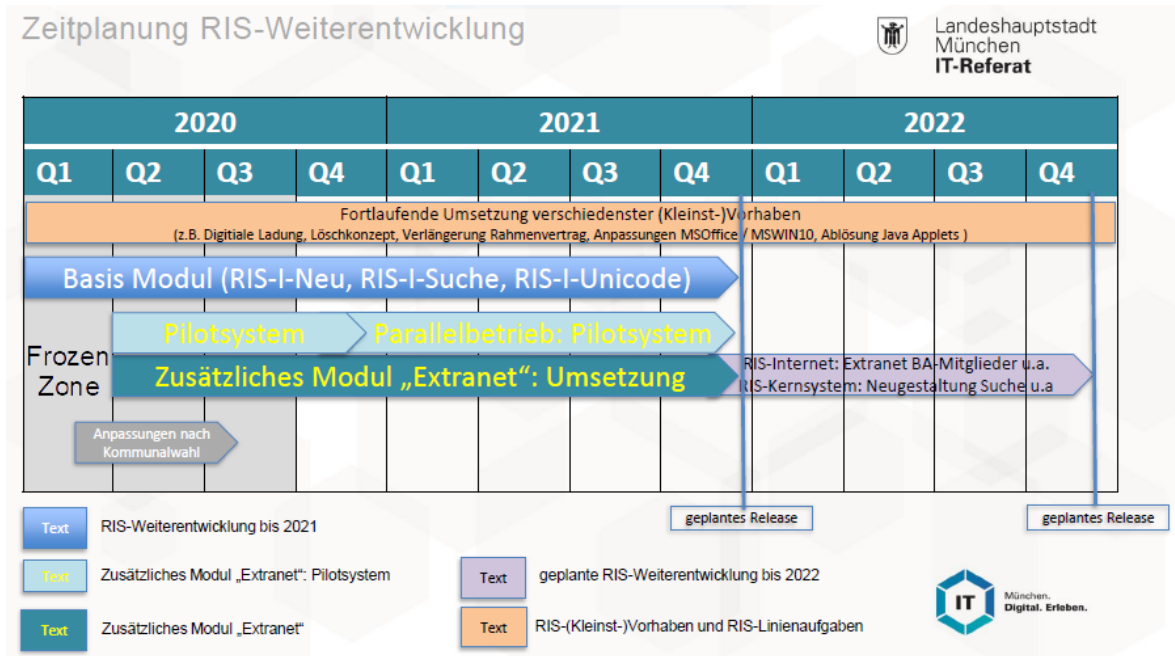 Zeitplanung RIS-Weiterentwicklung
Landeshauptstadt
München
IT-Referat
2020 2021 2022
Q1 Q2 Q3 Q4 Q1 Q2 Q3 Q4 Q1 Q2 Q3 Q4
Fortlaufende Umsetzung verschiedenster (Kleinst-)Vorhaben
(z.B. Digitiale Ladung, Löschkonzept, Verlängerung Rahmenvertrag, Anpassungen MSOffice / MSWIN10, Ablösung Java Applets )
Basis Modul (RIS-I-Neu, RIS-I-Suche, RIS-I-Unicode)
Pilotsystem Parallelbetrieb: Pilotsystem
Frozen
Zone
Zusätzliches Modul „Extranet“: Umsetzung
RIS-Internet: Extranet BA-Mitglieder u.a.
RIS-Kernsystem: Neugestaltung Suche u.a
Anpassungen nach
Kommunalwahl
geplantes Release geplantes Release
Text RIS-Weiterentwicklung bis 2021
Text Zusätzliches Modul „Extranet“: Pilotsystem
Text geplante RIS-Weiterentwicklung bis 2022
Text Zusätzliches Modul „Extranet“
Text RIS-(Kleinst-)Vorhaben und RIS-Linienaufgaben
IT
München.
Digital. Erleben.